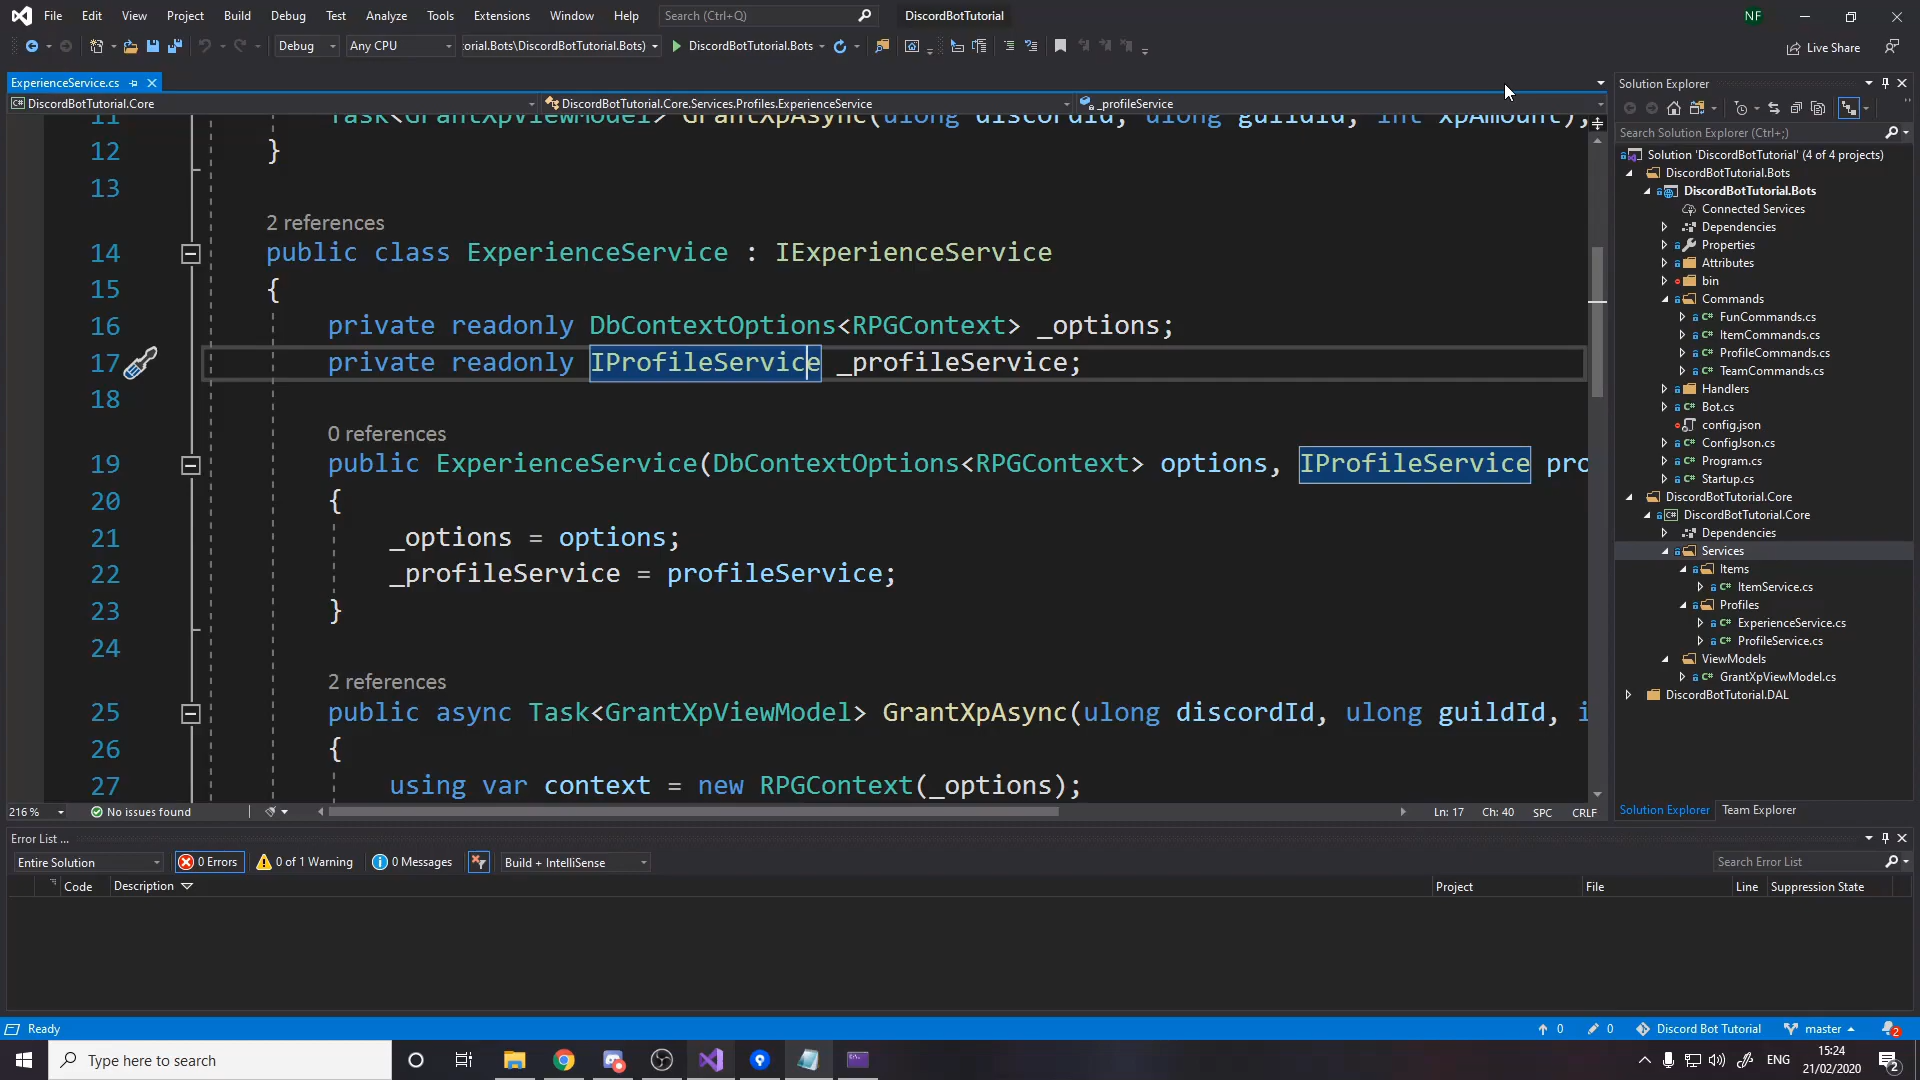 File Edit View Project Build Debug Test Analyze Tools Extensions Window Help Search (Ctrl+Q) DiscordBotTutorial NF
Debug Any CPU :orial.Bots\DiscordBotTutorial.Bots) DiscordBotTutorial.Bots Live Share
ExperienceService.cs
DiscordBotTutorial.Core DiscordBotTutorial.Core.Services.Profiles.ExperienceService _profileService
11 Task<GrantXpViewModel> GrantXpAsync(ulong discordId, ulong guildId, int xpAmount);
12 }
13
2 references
14 public class ExperienceService : IExperienceService
15 {
16 private readonly DbContextOptions<RPGContext> _options;
17 private readonly IProfileService _profileService;
18
0 references
19 public ExperienceService(DbContextOptions<RPGContext> options, IProfileService pro
20 {
21 _options = options;
22 _profileService = profileService;
23 }
24
2 references
25 public async Task<GrantXpViewModel> GrantXpAsync(ulong discordId, ulong guildId, i
26 {
27 using var context = new RPGContext(_options);
216 % No issues found Ln: 17 Ch: 40 SPC CRLF
Solution Explorer
Search Solution Explorer (Ctrl+;)
Solution 'DiscordBotTutorial' (4 of 4 projects)
DiscordBotTutorial.Bots
DiscordBotTutorial.Bots
Connected Services
Dependencies
Properties
Attributes
bin
Commands
C# FunCommands.cs
C# ItemCommands.cs
C# ProfileCommands.cs
C# TeamCommands.cs
Handlers
C# Bot.cs
config.json
C# ConfigJson.cs
C# Program.cs
C# Startup.cs
DiscordBotTutorial.Core
C# DiscordBotTutorial.Core
Dependencies
Services
Items
C# ItemService.cs
Profiles
C# ExperienceService.cs
C# ProfileService.cs
ViewModels
C# GrantXpViewModel.cs
DiscordBotTutorial.DAL
Solution Explorer Team Explorer
Error List ...
Entire Solution 0 Errors 0 of 1 Warning 0 Messages Build + IntelliSense Search Error List
Code Description Project File Line Suppression State
Ready 0 0 Discord Bot Tutorial master 2
Type here to search ENG 15:24
21/02/2020 2